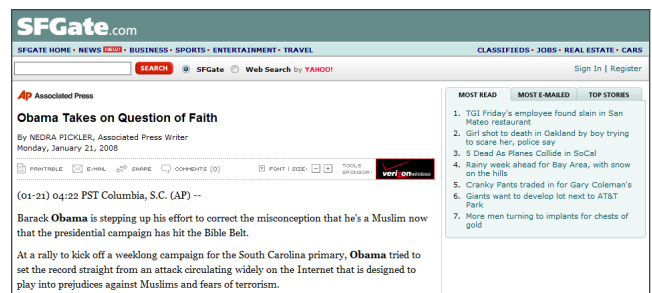 SFGate.com
SFGATE HOME • NEWS NEW! • BUSINESS • SPORTS • ENTERTAINMENT • TRAVEL
CLASSIFIEDS • JOBS • REAL ESTATE • CARS
SEARCH SFGate Web Search by YAHOO!
Sign In | Register
AP Associated Press
Obama Takes on Question of Faith
By NEDRA PICKLER, Associated Press Writer
Monday, January 21, 2008
PRINTABLE E-MAIL SHARE COMMENTS (0) FONT | SIZE: - + TOOLS SPONSOR: verizon
(01-21) 04:22 PST Columbia, S.C. (AP) --
Barack Obama is stepping up his effort to correct the misconception that he's a Muslim now
that the presidential campaign has hit the Bible Belt.
At a rally to kick off a weeklong campaign for the South Carolina primary, Obama tried to
set the record straight from an attack circulating widely on the Internet that is designed to
play into prejudices against Muslims and fears of terrorism.
MOST READ MOST E-MAILED TOP STORIES
1. TGI Friday's employee found slain in San
Mateo restaurant
2. Girl shot to death in Oakland by boy trying
to scare her, police say
3. 5 Dead As Planes Collide in SoCal
4. Rainy week ahead for Bay Area, with snow
on the hills
5. Cranky Pants traded in for Gary Coleman's
6. Giants want to develop lot next to AT&T
Park
7. More men turning to implants for chests of
gold